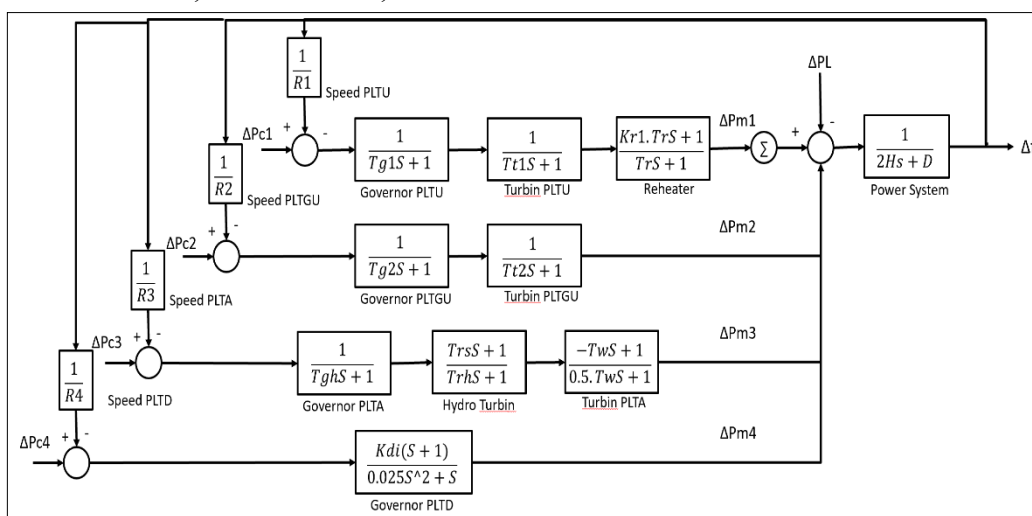 1
R1
Speed PLTU
ΔPL
ΔPc1
+
-
1
Tg1S + 1
Governor PLTU
1
Tt1S + 1
Turbin PLTU
Kr1.TrS + 1
TrS + 1
Reheater
ΔPm1
Σ
+
-
1
2Hs + D
Power System
1
R2
Speed PLTGU
ΔPc2
+
-
1
Tg2S + 1
Governor PLTGU
1
Tt2S + 1
Turbin PLTGU
ΔPm2
1
R3
Speed PLTA
ΔPc3
+
-
1
TghS + 1
Governor PLTA
TrsS + 1
TrhS + 1
Hydro Turbin
-TwS + 1
0.5.TwS + 1
Turbin PLTA
ΔPm3
1
R4
Speed PLTD
ΔPc4
+
-
Kdi(S + 1)
0.025S^2 + S
Governor PLTD
ΔPm4